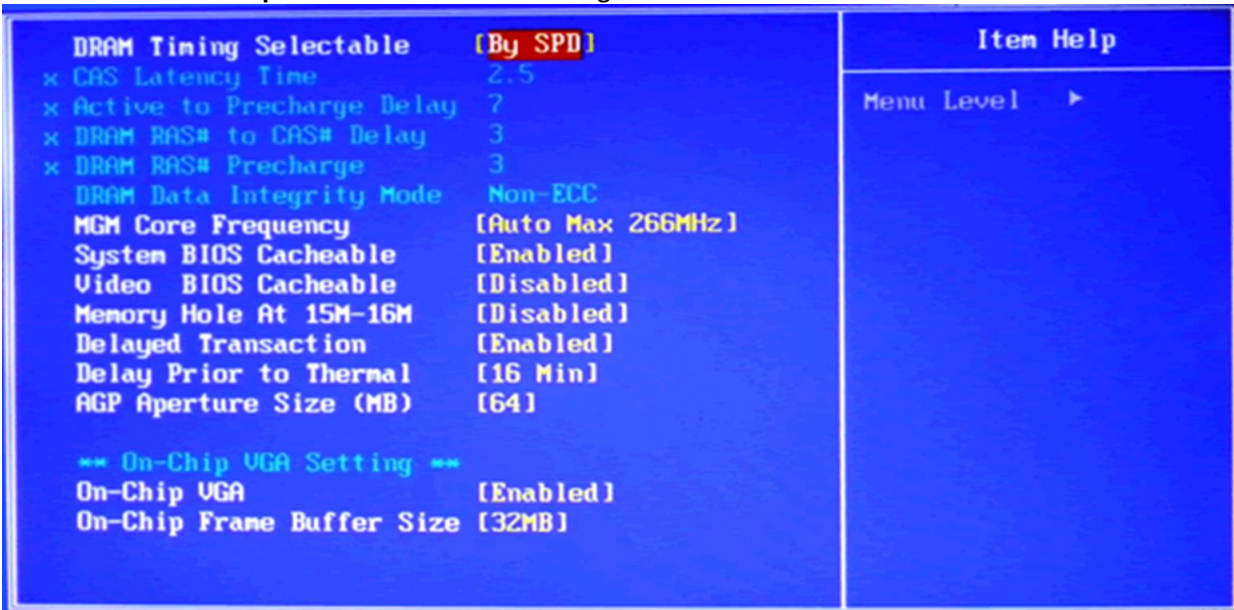 DRAM Timing Selectable [By SPD]
x CAS Latency Time 2.5
x Active to Precharge Delay 7
x DRAM RAS# to CAS# Delay 3
x DRAM RAS# Precharge 3
DRAM Data Integrity Mode Non-ECC
MGM Core Frequency [Auto Max 266MHz]
System BIOS Cacheable [Enabled]
Video BIOS Cacheable [Disabled]
Memory Hole At 15M-16M [Disabled]
Delayed Transaction [Enabled]
Delay Prior to Thermal [16 Min]
AGP Aperture Size (MB) [64]
** On-Chip VGA Setting **
On-Chip VGA [Enabled]
On-Chip Frame Buffer Size [32MB]
Item Help
Menu Level ►